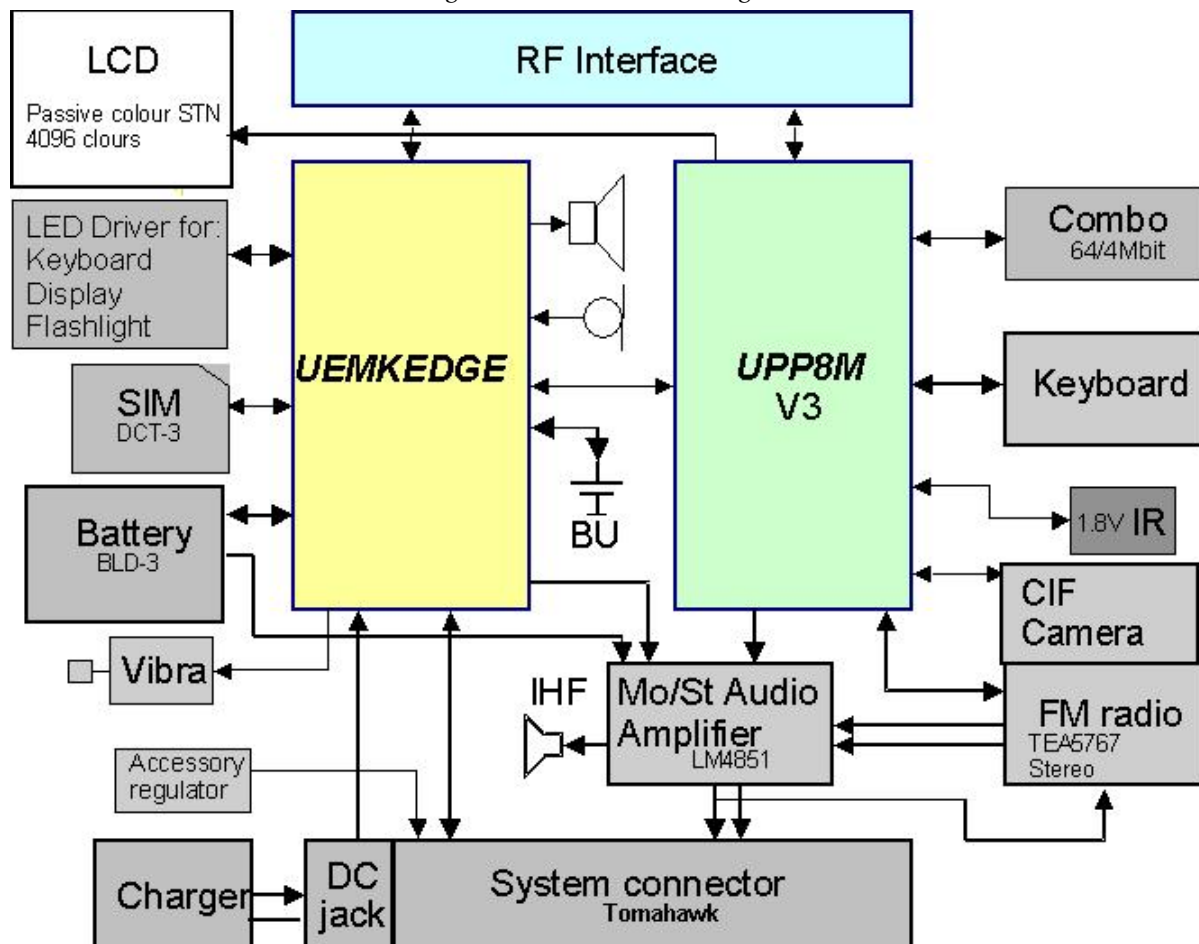 LCD
Passive colour STN
4096 clours
RF Interface
LED Driver for:
Keyboard
Display
Flashlight
UEMKEDGE
UPP8M
V3
Combo
64/4Mbit
SIM
DCT-3
Keyboard
Battery
BLD-3
BU
1.8V IR
CIF
Camera
Vibra
IHF
Mo/St Audio
Amplifier
LM4851
FM radio
TEA5767
Stereo
Accessory
regulator
Charger
DC
jack
System connector
Tomahawk